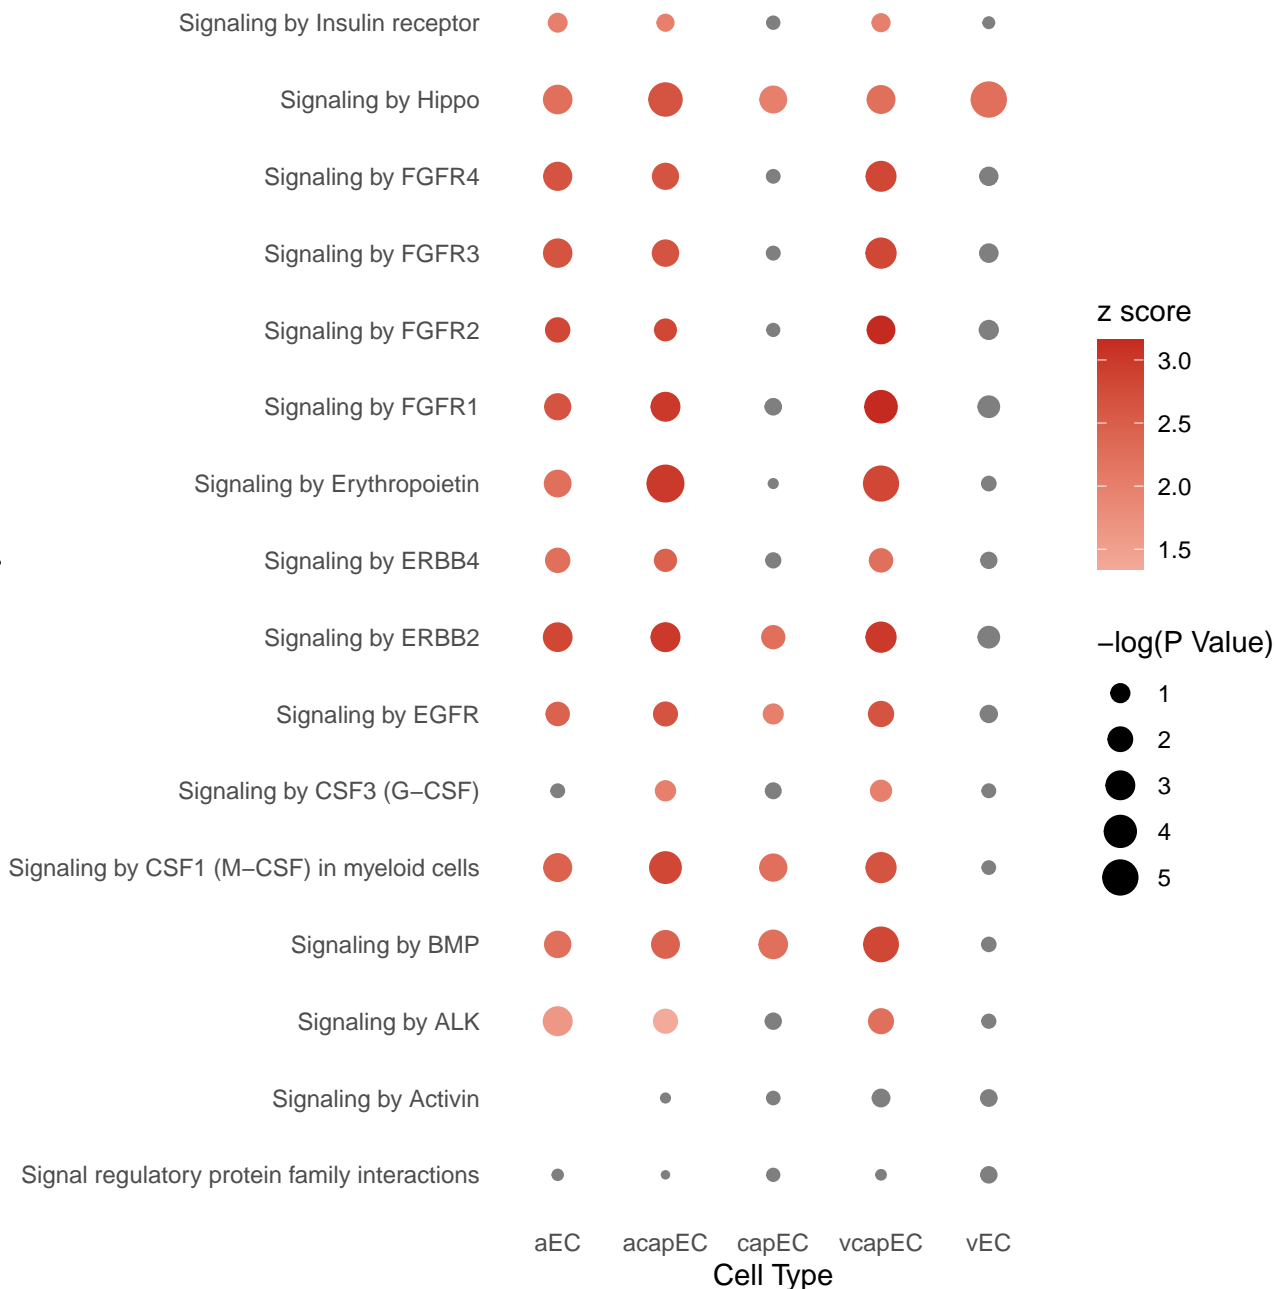 Signaling by Insulin receptor
Signaling by Hippo
Signaling by FGFR4
Signaling by FGFR3
Signaling by FGFR2
Signaling by FGFR1
Signaling by Erythropoietin
Signaling by ERBB4
Signaling by ERBB2
Signaling by EGFR
Signaling by CSF3 (G−CSF)
Signaling by CSF1 (M−CSF) in myeloid cells
Signaling by BMP
Signaling by ALK
Signaling by Activin
Signal regulatory protein family interactions
aEC acapEC capEC vcapEC vEC
Cell Type
z score
3.0
2.5
2.0
1.5
−log(P Value)
1
2
3
4
5